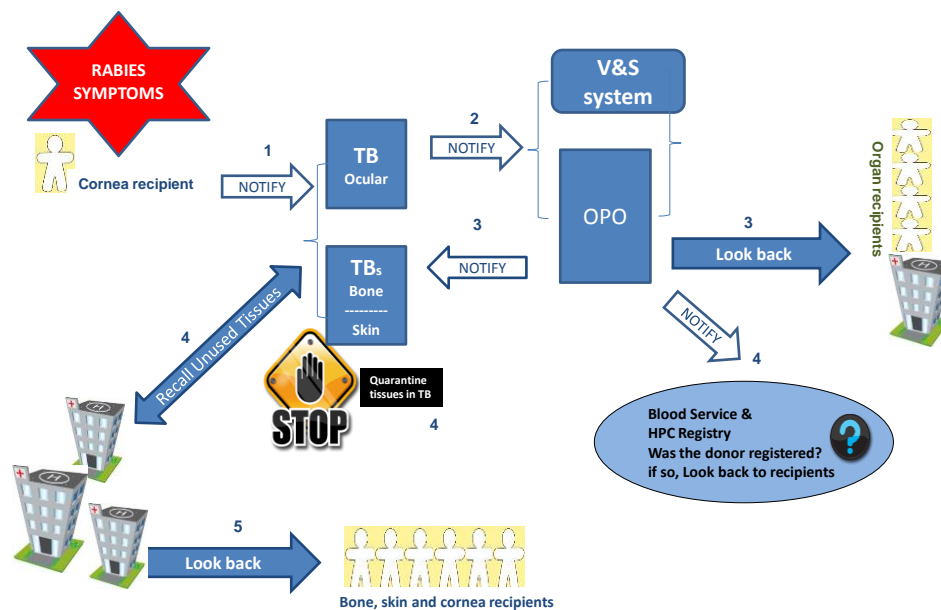 RABIES
SYMPTOMS
Cornea recipient
1
NOTIFY
TB
Ocular
2
NOTIFY
V&S
system
OPO
3
NOTIFY
TBs
Bone
---------
Skin
3
Look back
Organ recipients
4
Recall Unused Tissues
STOP
Quarantine
tissues in TB
4
NOTIFY
4
Blood Service &
HPC Registry
Was the donor registered?
if so, Look back to recipients
?
H
H
H
H
5
Look back
Bone, skin and cornea recipients